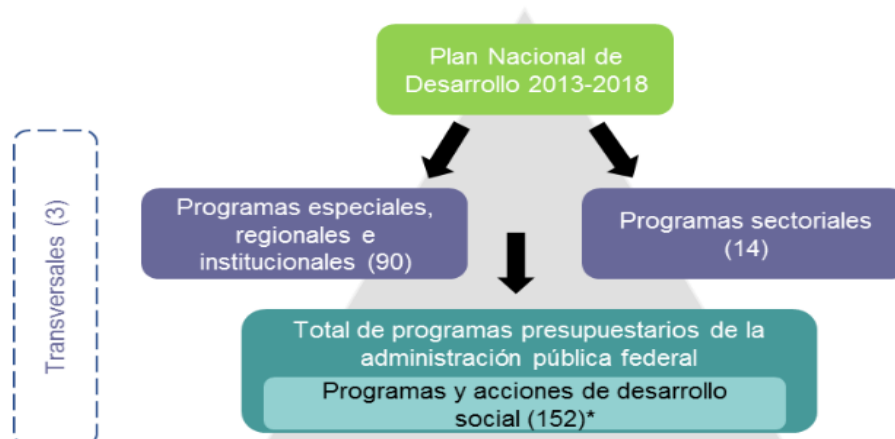 Plan Nacional de
Desarrollo 2013-2018
Transversales (3)
Programas especiales,
regionales e
institucionales (90)
Programas sectoriales
(14)
Total de programas presupuestarios de la
administración pública federal
Programas y acciones de desarrollo
social (152)*